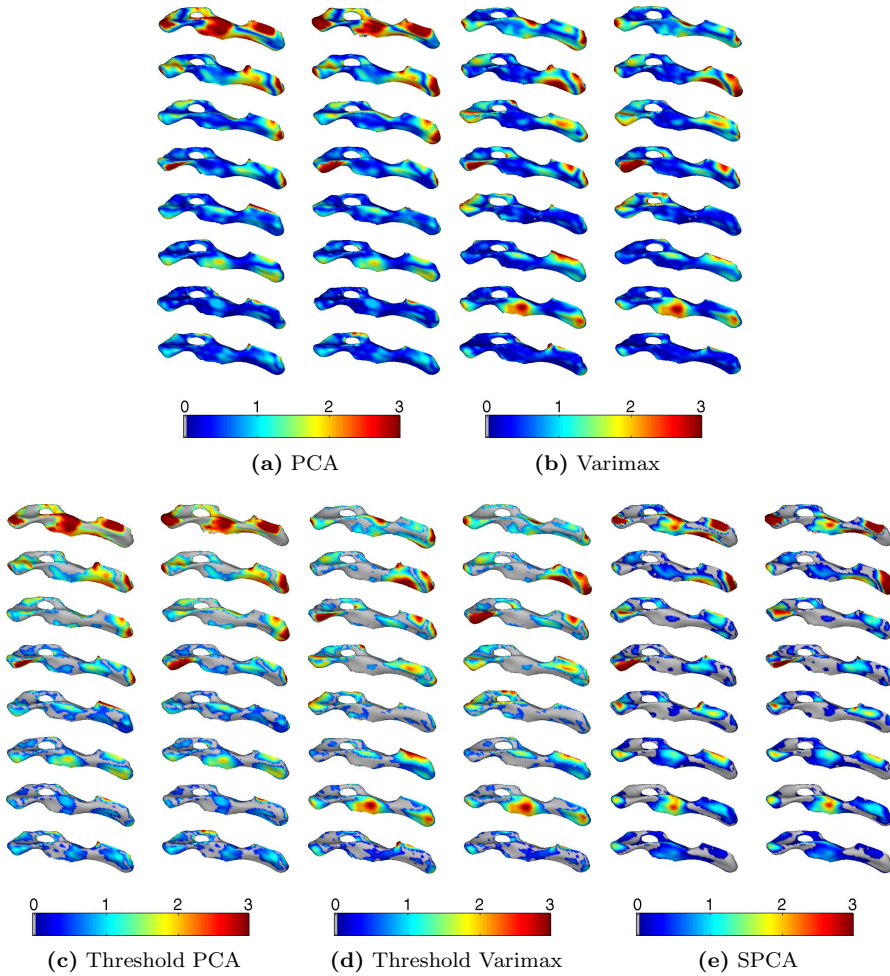 0 1 2 3 0 1 2 3
(a) PCA (b) Varimax
0 1 2 3 0 1 2 3 0 1 2 3
(c) Threshold PCA (d) Threshold Varimax (e) SPCA